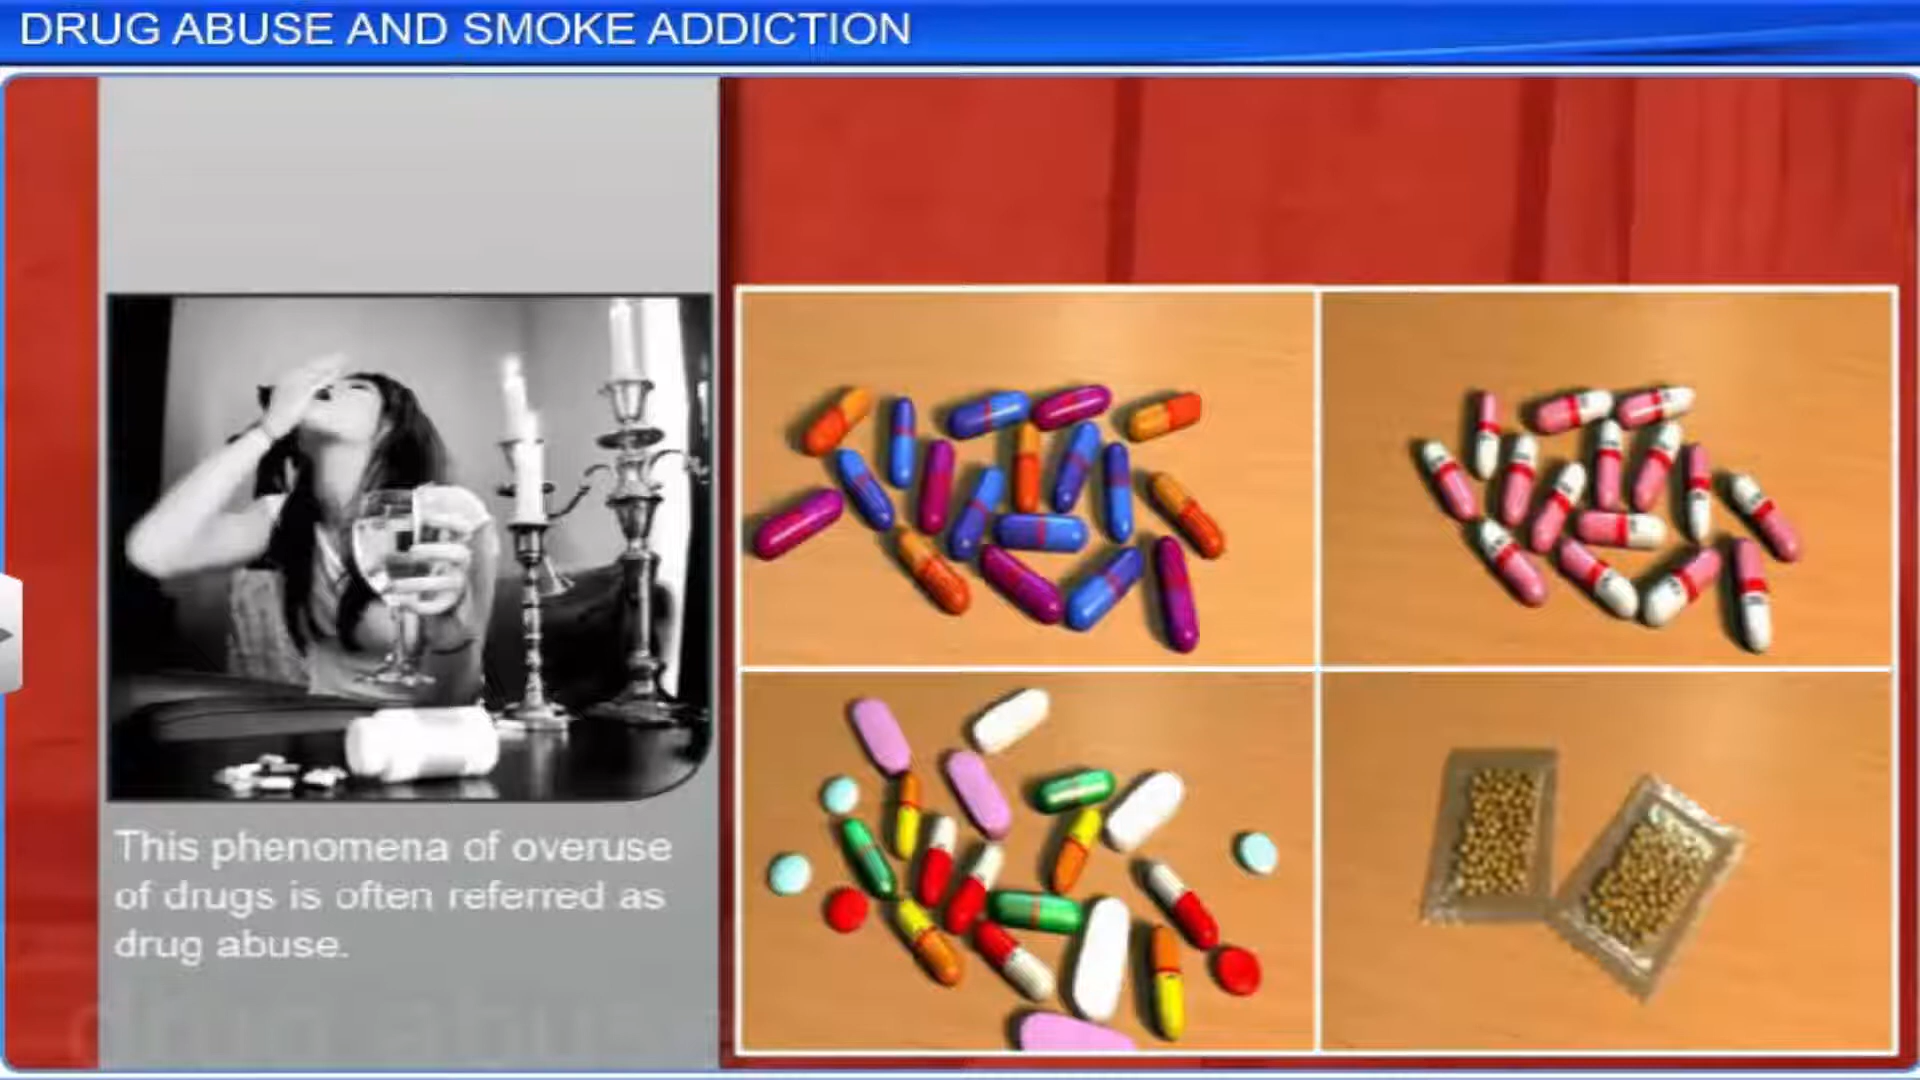 DRUG ABUSE AND SMOKE ADDICTION
This phenomena of overuse
of drugs is often referred as
drug abuse.